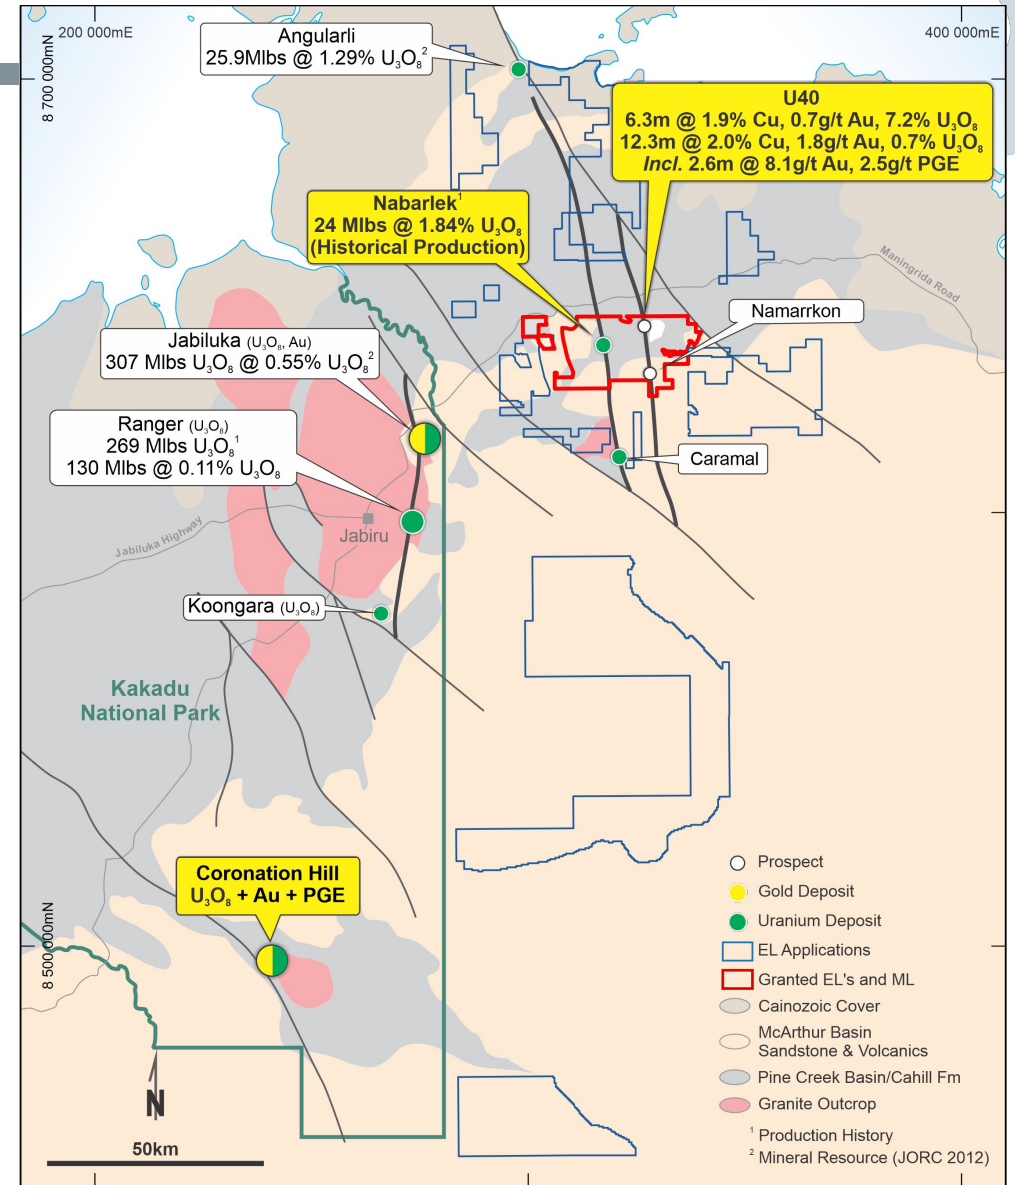 200 000mE
400 000mE
8 700 000mN
Angularli
25.9Mlbs @ 1.29% U₃O₈²
U40
6.3m @ 1.9% Cu, 0.7g/t Au, 7.2% U₃O₈
12.3m @ 2.0% Cu, 1.8g/t Au, 0.7% U₃O₈
Incl. 2.6m @ 8.1g/t Au, 2.5g/t PGE
Nabarlek¹
24 Mlbs @ 1.84% U₃O₈
(Historical Production)
Maningrida Road
Namarrkon
Jabiluka (U₃O₈, Au)
307 Mlbs U₃O₈ @ 0.55% U₃O₈²
Ranger (U₃O₈)
269 Mlbs U₃O₈¹
130 Mlbs @ 0.11% U₃O₈
Caramal
Jabiru
Jabiluka Highway
Koongara (U₃O₈)
Kakadu
National Park
Coronation Hill
U₃O₈ + Au + PGE
8 500 000mN
N
50km
Prospect
Gold Deposit
Uranium Deposit
EL Applications
Granted EL's and ML
Cainozoic Cover
McArthur Basin
Sandstone & Volcanics
Pine Creek Basin/Cahill Fm
Granite Outcrop
¹ Production History
² Mineral Resource (JORC 2012)